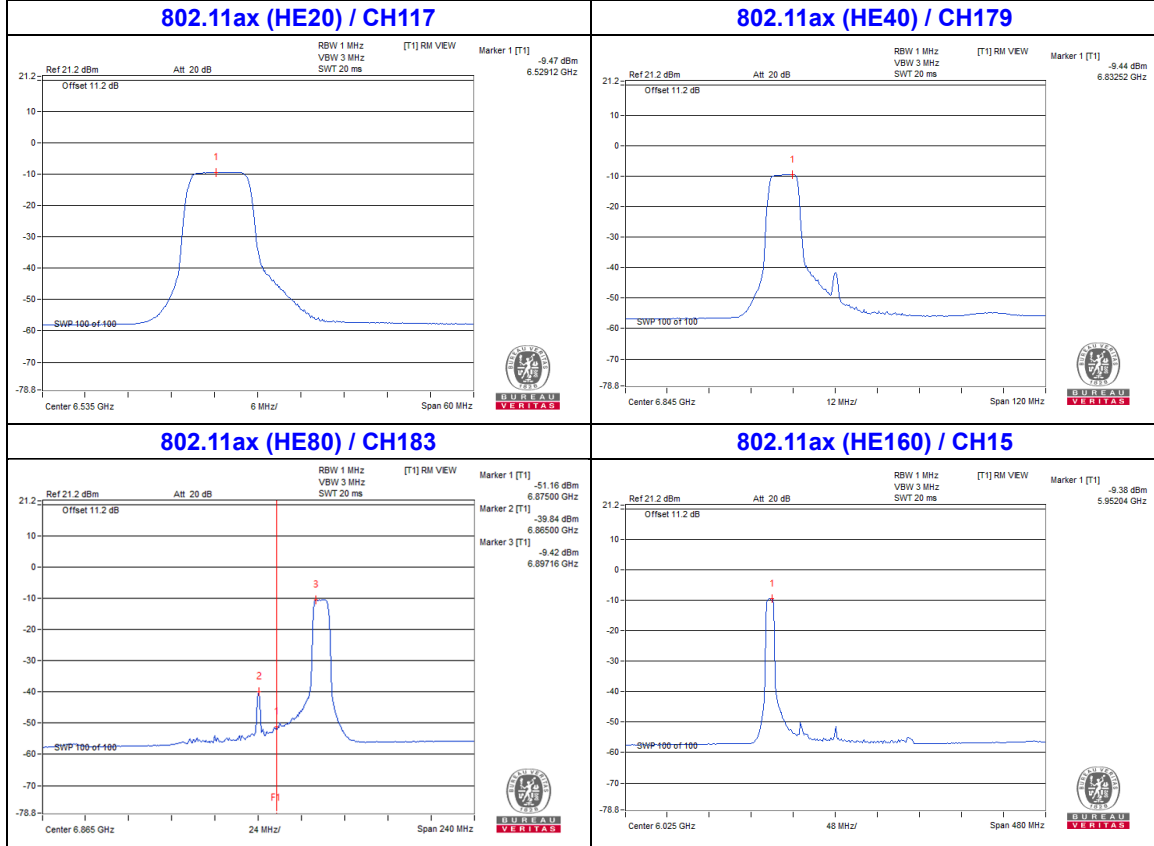 802.11ax (HE20) / CH117
RBW 1 MHz [T1] RM VIEW
VBW 3 MHz
Ref 21.2 dBm Att 20 dB SWT 20 ms
Marker 1 [T1]
-9.47 dBm
6.52912 GHz
21.2
Offset 11.2 dB
10
0
1
-10
-20
-30
-40
-50
SWP 100 of 100
-60
-70
-78.8
Center 6.535 GHz 6 MHz/ Span 60 MHz
BUREAU VERITAS
1828
BUREAU
VERITAS
802.11ax (HE40) / CH179
RBW 1 MHz [T1] RM VIEW
VBW 3 MHz
Ref 21.2 dBm Att 20 dB SWT 20 ms
Marker 1 [T1]
-9.44 dBm
6.83252 GHz
21.2
Offset 11.2 dB
10
0
1
-10
-20
-30
-40
-50
SWP 100 of 100
-60
-70
-78.8
Center 6.845 GHz 12 MHz/ Span 120 MHz
BUREAU VERITAS
1828
BUREAU
VERITAS
802.11ax (HE80) / CH183
RBW 1 MHz [T1] RM VIEW
VBW 3 MHz
Ref 21.2 dBm Att 20 dB SWT 20 ms
Marker 1 [T1]
-51.16 dBm
6.87500 GHz
Marker 2 [T1]
-39.84 dBm
6.86500 GHz
Marker 3 [T1]
-9.42 dBm
6.89716 GHz
21.2
Offset 11.2 dB
10
0
3
-10
-20
-30
2
-40
1
-50
SWP 100 of 100
-60
-70
F1
-78.8
Center 6.865 GHz 24 MHz/ Span 240 MHz
BUREAU VERITAS
1828
BUREAU
VERITAS
802.11ax (HE160) / CH15
RBW 1 MHz [T1] RM VIEW
VBW 3 MHz
Ref 21.2 dBm Att 20 dB SWT 20 ms
Marker 1 [T1]
-9.38 dBm
5.95204 GHz
21.2
Offset 11.2 dB
10
0
1
-10
-20
-30
-40
-50
SWP 100 of 100
-60
-70
-78.8
Center 6.025 GHz 48 MHz/ Span 480 MHz
BUREAU VERITAS
1828
BUREAU
VERITAS